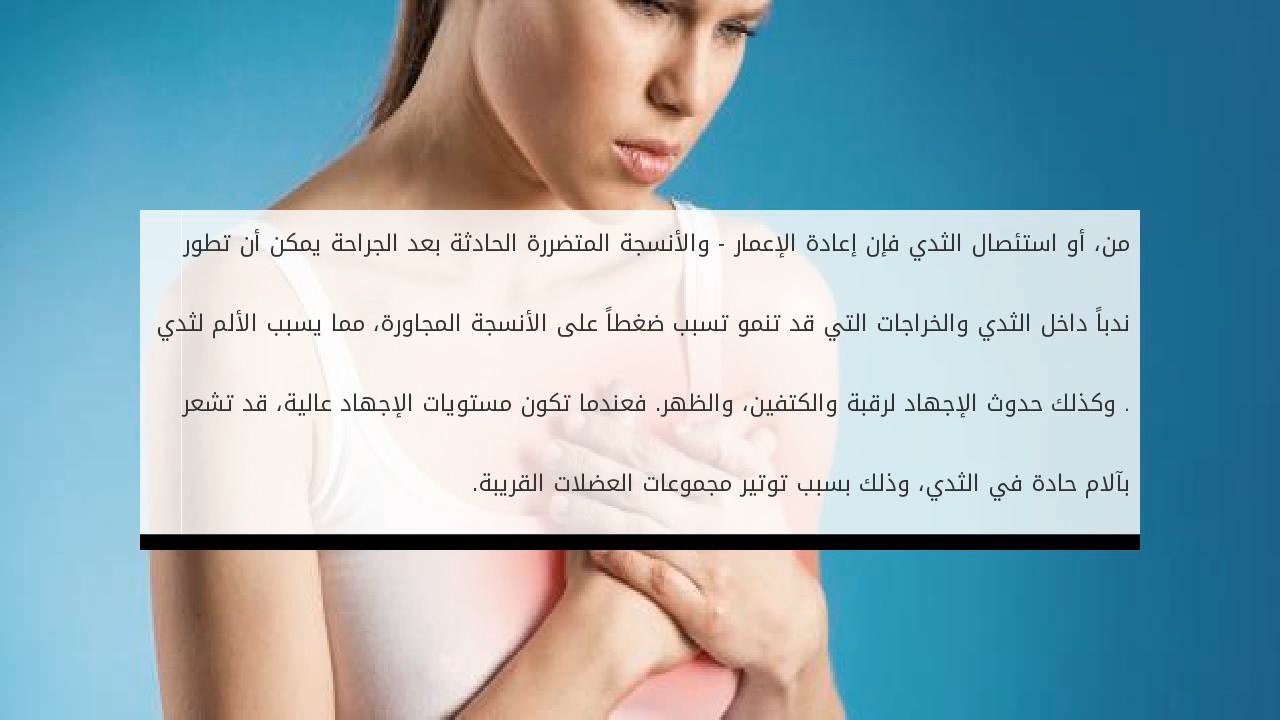 من، أو استئصال الثدي فإن إعادة الإعمار - والأنسجة المتضررة الحادثة بعد الجراحة يمكن أن تطور
ندباً داخل الثدي والخراجات التي قد تنمو تسبب ضغطاً على الأنسجة المجاورة، مما يسبب الألم لثدي
. وكذلك حدوث الإجهاد لرقبة والكتفين، والظهر. فعندما تكون مستويات الإجهاد عالية، قد تشعر
بآلام حادة في الثدي، وذلك بسبب توتير مجموعات العضلات القريبة.